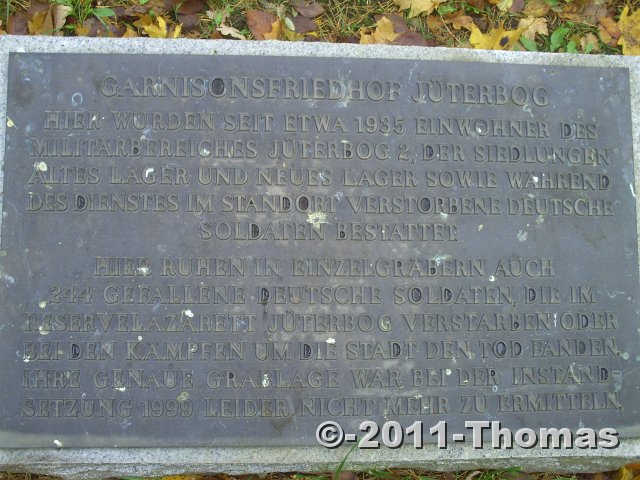 GARNISONSFRIEDHOF JÜTERBOG
HIER WURDEN SEIT ETWA 1935 EINWOHNER DES
MILITÄRBEREICHES JÜTERBOG 2, DER SIEDLUNGEN
ALTES LAGER UND NEUES LAGER SOWIE WÄHREND
DES DIENSTES IM STANDORT VERSTORBENE DEUTSCHE
SOLDATEN BESTATTET.
HIER RUHEN IN EINZELGRÄBERN AUCH
244 GEFALLENE DEUTSCHE SOLDATEN, DIE IM
RESERVELAZARETT JÜTERBOG VERSTARBEN ODER
BEI DEN KÄMPFEN UM DIE STADT DEN TOD FANDEN.
IHRE GENAUE GRABLAGE WAR BEI DER INSTAND-
SETZUNG 1999 LEIDER NICHT MEHR ZU ERMITTELN.
©-2011-Thomas